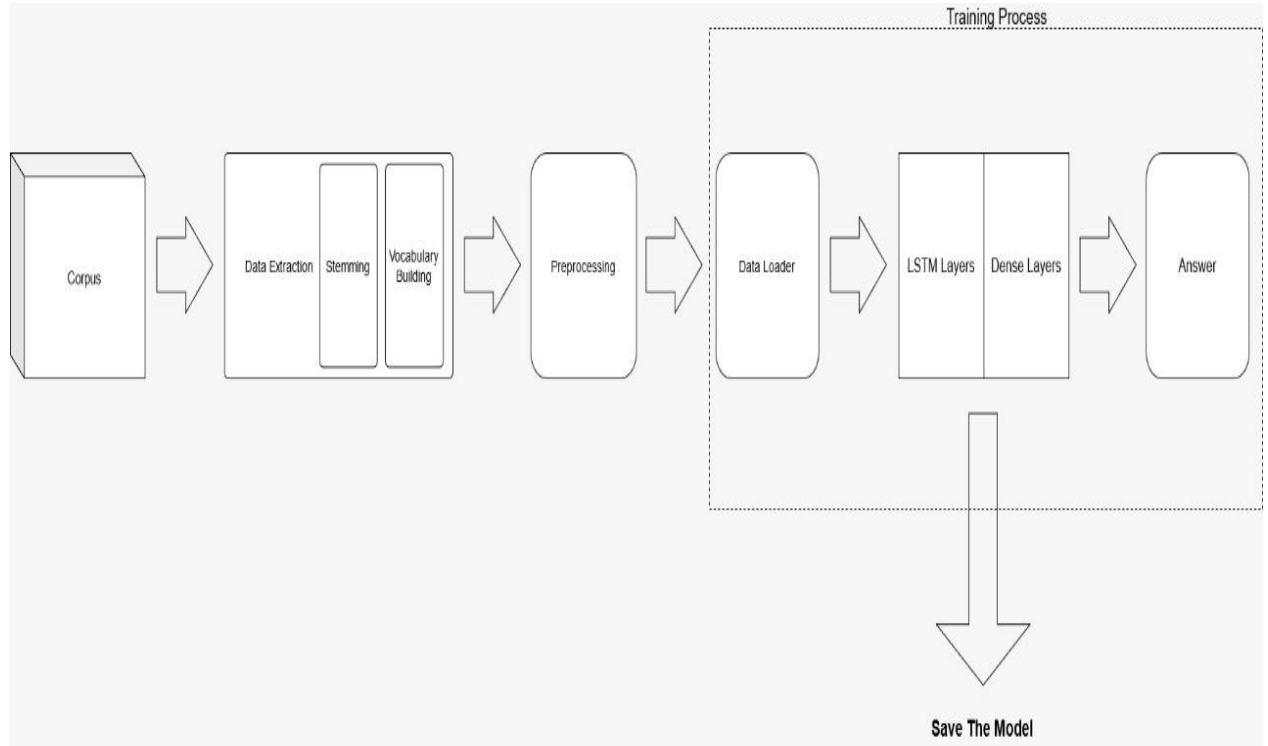 Training Process
Corpus
Data Extraction
Stemming
Vocabulary
Building
Preprocessing
Data Loader
LSTM Layers
Dense Layers
Answer
Save The Model